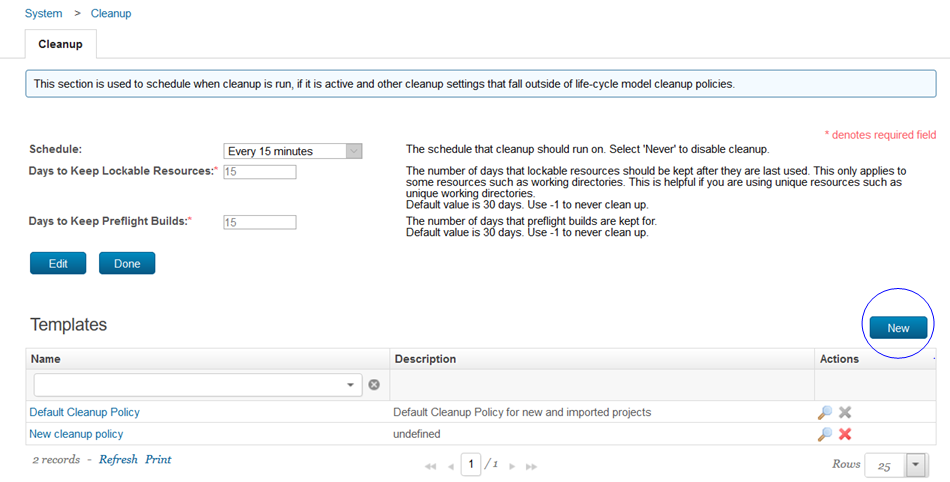 System > Cleanup
Cleanup
This section is used to schedule when cleanup is run, if it is active and other cleanup settings that fall outside of life-cycle model cleanup policies.
* denotes required field
Schedule: Every 15 minutes The schedule that cleanup should run on. Select 'Never' to disable cleanup.
Days to Keep Lockable Resources:* 15 The number of days that lockable resources should be kept after they are last used. This only applies to
some resources such as working directories. This is helpful if you are using unique resources such as
unique working directories.
Default value is 30 days. Use -1 to never clean up.
Days to Keep Preflight Builds:* 15 The number of days that preflight builds are kept for.
Default value is 30 days. Use -1 to never clean up.
Edit Done
Templates New
Name Description Actions
Default Cleanup Policy Default Cleanup Policy for new and imported projects
New cleanup policy undefined
2 records - Refresh Print 1 / 1 Rows 25